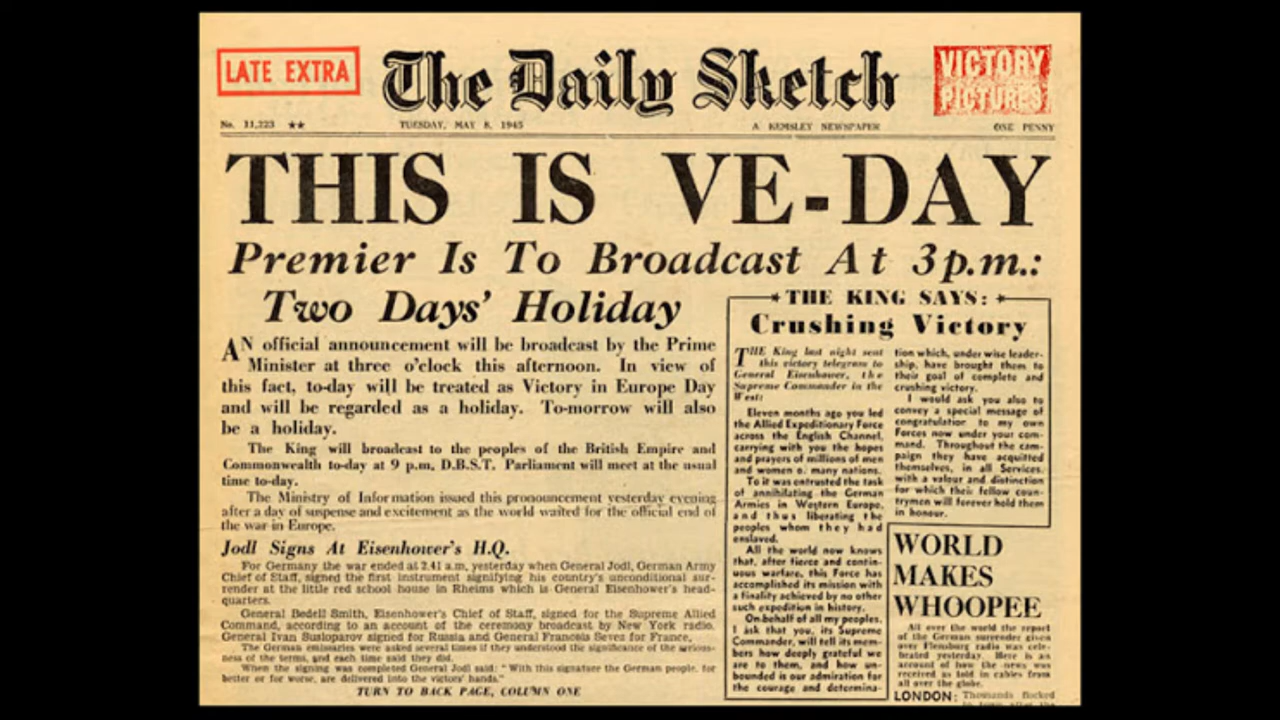 LATE EXTRA
The Daily Sketch
VICTORY
PICTURES
No. 11,223 ★★
TUESDAY, MAY 8, 1945
A KEMSLEY NEWSPAPER
ONE PENNY
THIS IS VE-DAY
Premier Is To Broadcast At 3 p.m.:
Two Days' Holiday
AN official announcement will be broadcast by the Prime
Minister at three o'clock this afternoon. In view of
this fact, to-day will be treated as Victory in Europe Day
and will be regarded as a holiday. To-morrow will also
be a holiday.
The King will broadcast to the peoples of the British Empire and
Commonwealth to-day at 9 p.m. D.B.S.T. Parliament will meet at the usual
time to-day.
The Ministry of Information issued this pronouncement yesterday evening
after a day of suspense and excitement as the world waited for the official end of
the war in Europe.
Jodl Signs At Eisenhower's H.Q.
For Germany the war ended at 2.41 a.m. yesterday when General Jodl, German Army
Chief of Staff, signed the first instrument signifying his country's unconditional sur-
render at the little red school house in Rheims which is General Eisenhower's head-
quarters.
General Bedell Smith, Eisenhower's Chief of Staff, signed for the Supreme Allied
Command, according to an account of the ceremony broadcast by New York radio.
General Ivan Susloparov signed for Russia and General Francois Sevez for France.
The German emissaries were asked several times if they understood the significance of the serious-
ness of the terms, and each time said they did.
When the signing was completed General Jodl said: "With this signature the German people, for
better or for worse, are delivered into the victors' hands."
TURN TO BACK PAGE, COLUMN ONE
THE KING SAYS:
Crushing Victory
THE King last night sent
this victory telegram to
General Eisenhower, the
Supreme Commander in the
West:
Eleven months ago you led
the Allied Expeditionary Force
across the English Channel,
carrying with you the hopes
and prayers of millions of men
and women o. many nations.
To it was entrusted the task
of annihilating the German
Armies in Western Europe,
and thus liberating the
peoples whom they had
enslaved.
All the world now knows
that, after fierce and contin-
uous warfare, this Force has
accomplished its mission with
a finality achieved by no other
such expedition in history.
On behalf of all my peoples,
I ask that you, its Supreme
Commander, will tell its mem-
bers how deeply grateful we
are to them, and how un-
bounded is our admiration for
the courage and determina-
tion which, under wise leader-
ship, have brought them to
their goal of complete and
crushing victory.
I would ask you also to
convey a special message of
congratulation to my own
Forces now under your com-
mand. Throughout the cam-
paign they have acquitted
themselves, in all Services,
with a valour and distinction
for which their fellow coun-
trymen will forever hold them
in honour.
WORLD
MAKES
WHOOPEE
All over the world the report
of the German surrender given
over Flensburg radio was cele-
brated yesterday. Here is an
account of how the news was
received as told in cables from
all over the globe.
LONDON: Thousands flocked